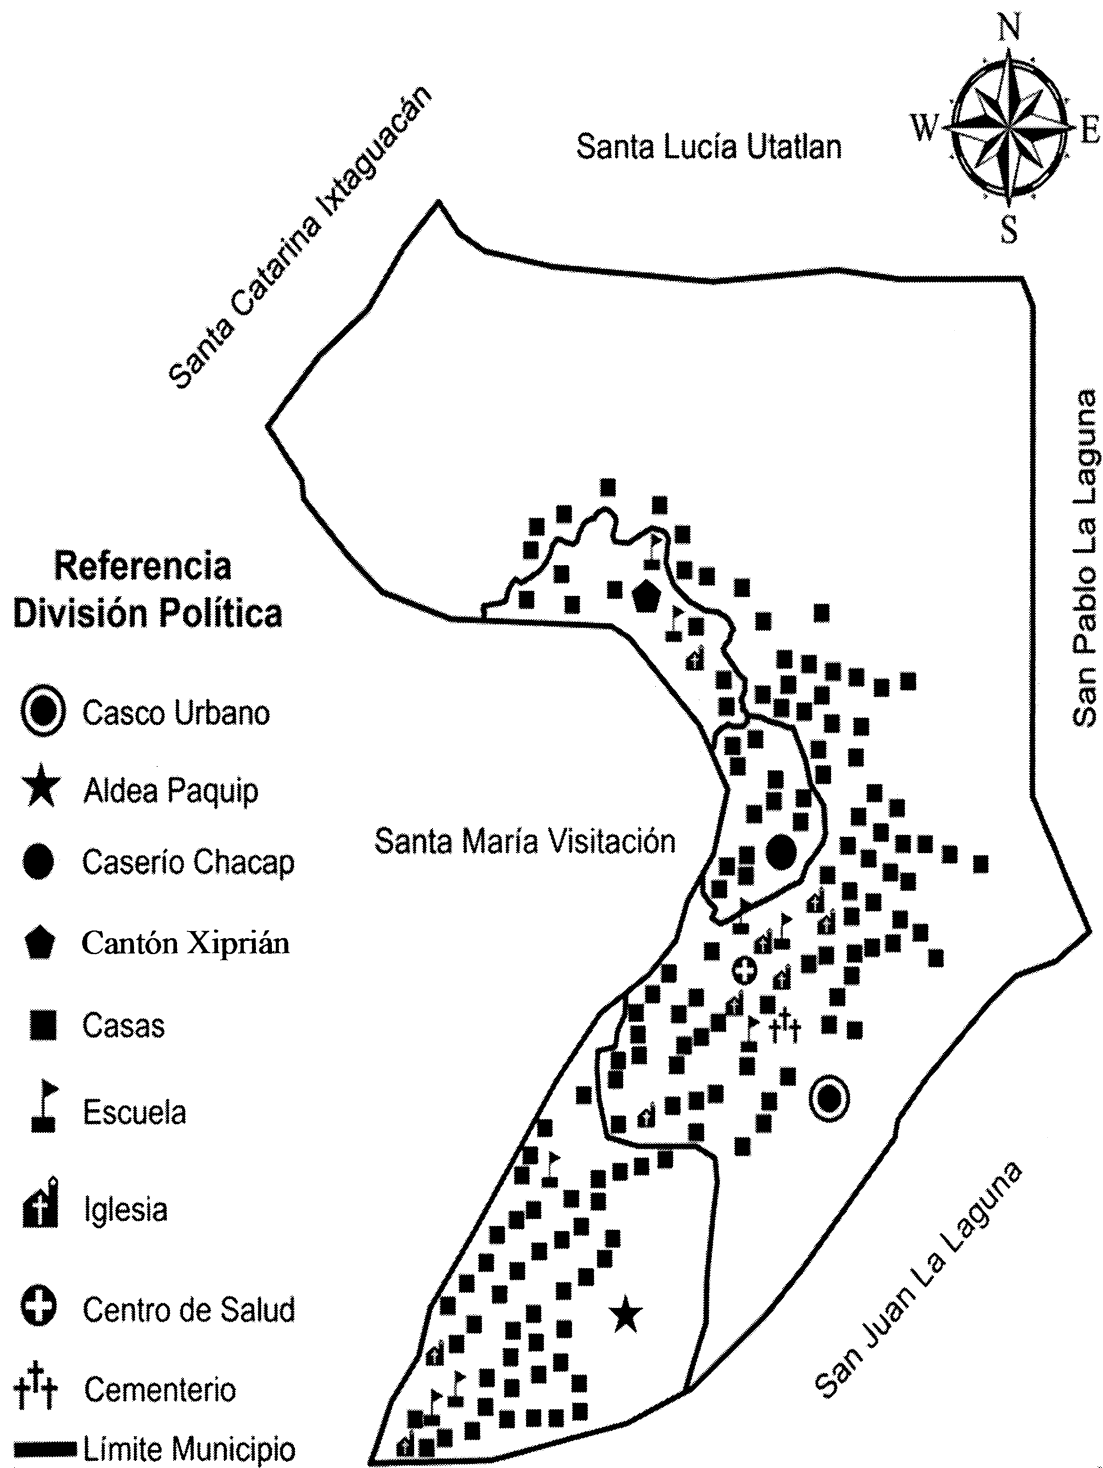 N
W
E
S
Santa Lucía Utatlan
Santa Catarina Ixtaguacán
San Pablo La Laguna
Santa María Visitación
San Juan La Laguna
Referencia
División Política
Casco Urbano
Aldea Paquip
Caserío Chacap
Cantón Xiprián
Casas
Escuela
Iglesia
Centro de Salud
Cementerio
Límite Municipio